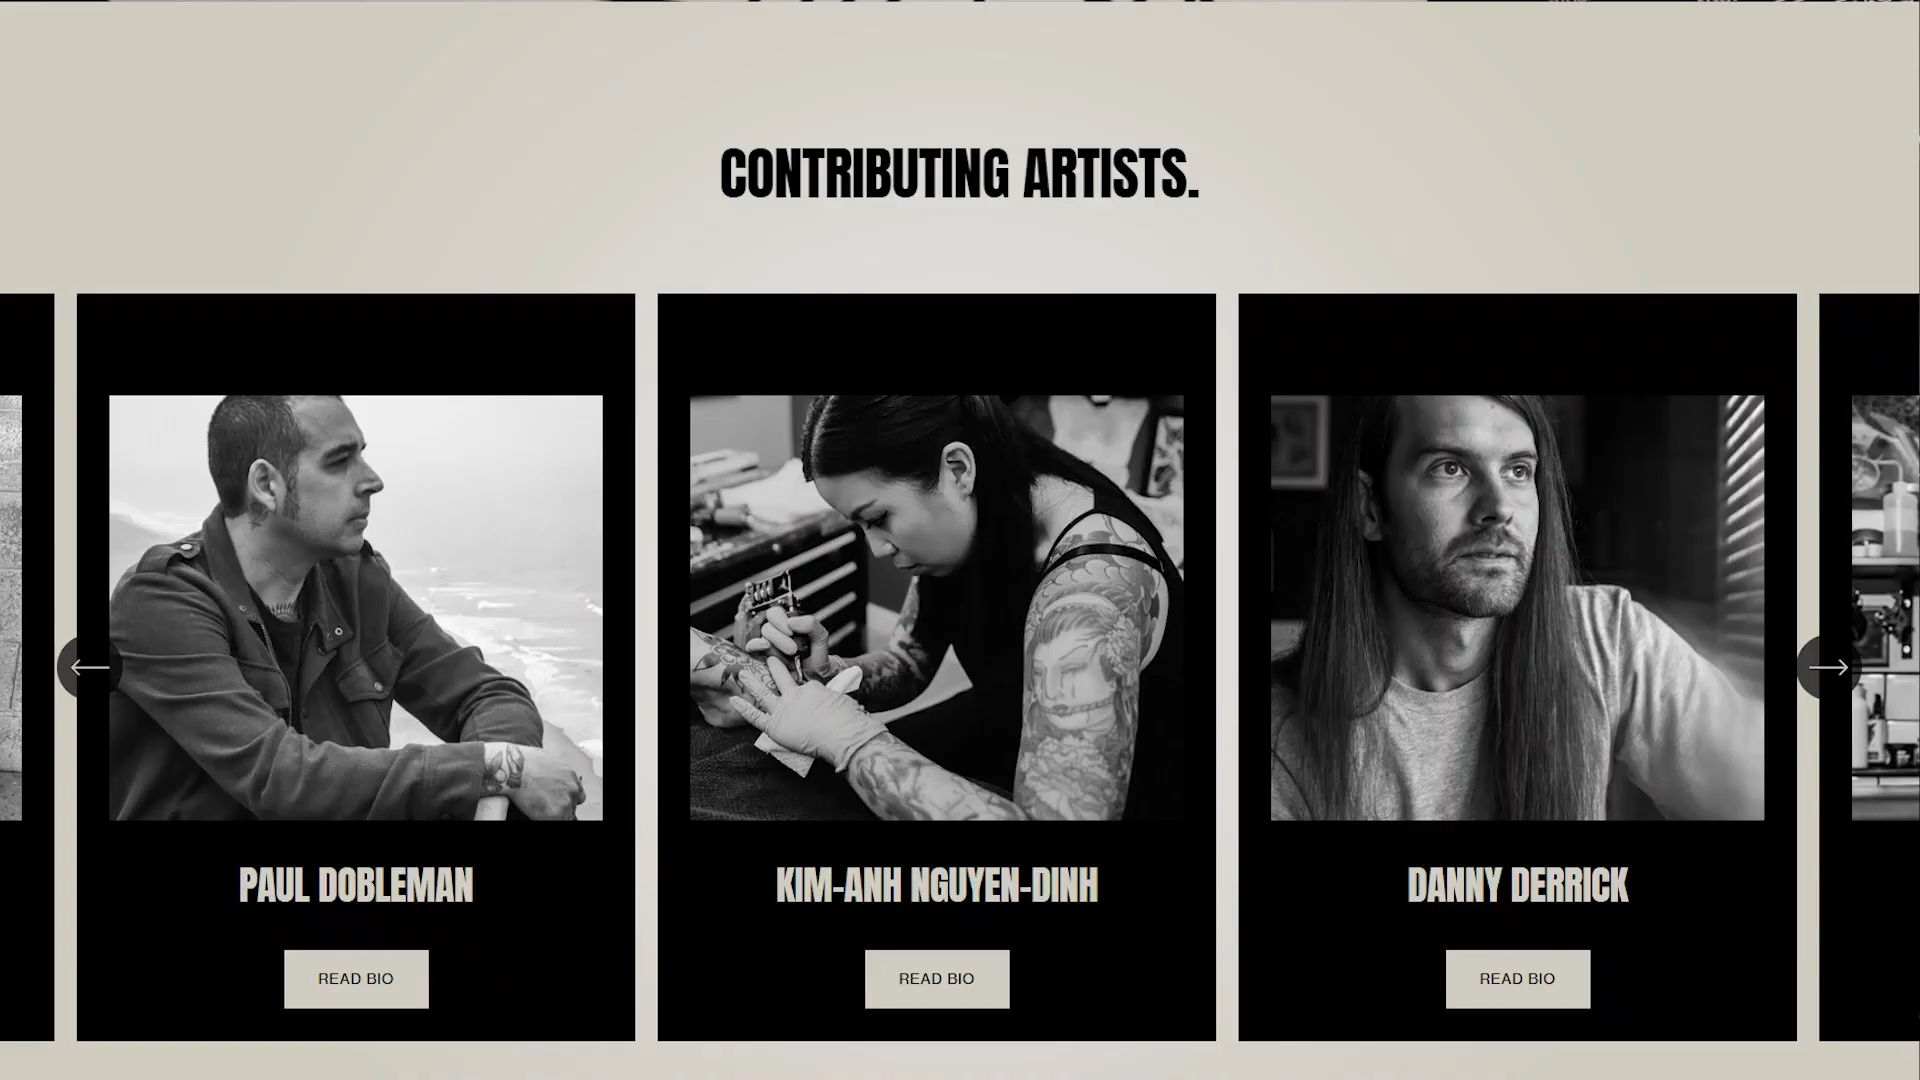 CONTRIBUTING ARTISTS.
PAUL DOBLEMAN
KIM-ANH NGUYEN-DINH
DANNY DERRICK
READ BIO
READ BIO
READ BIO